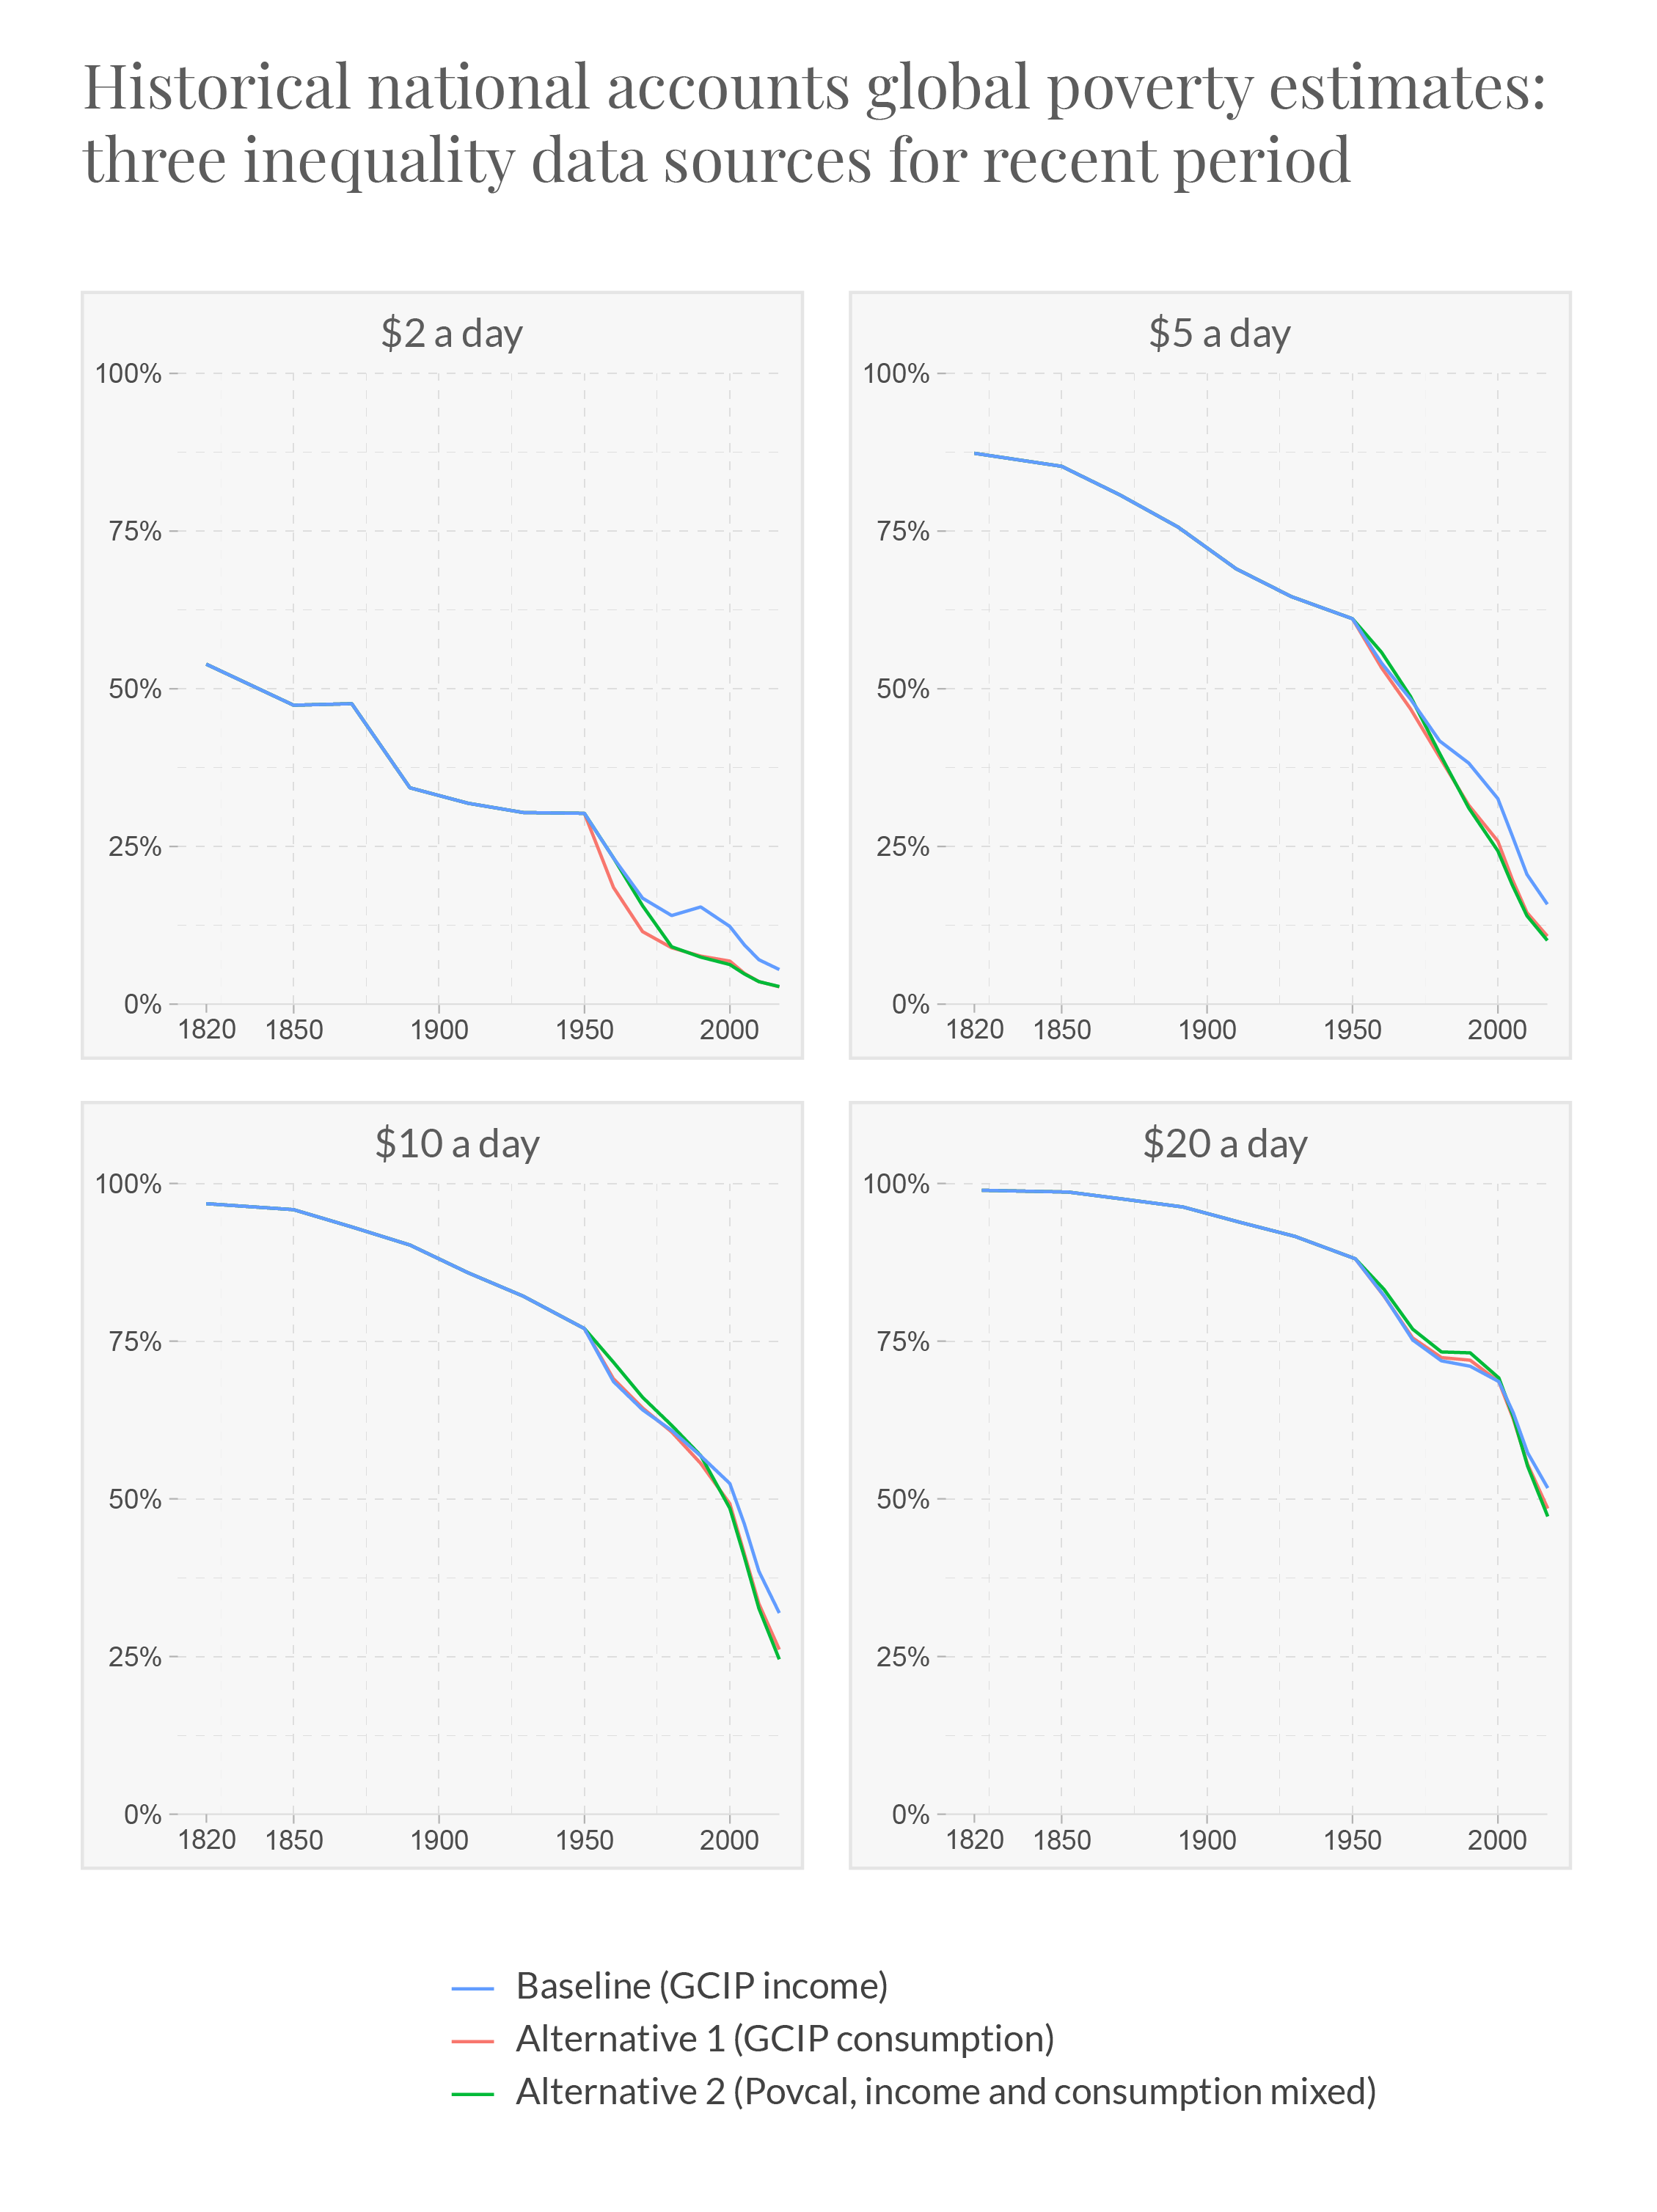 Historical national accounts global poverty estimates:
three inequality data sources for recent period
$2 a day
100%
75%
50%
25%
0%
1820 1850 1900 1950 2000
$5 a day
100%
75%
50%
25%
0%
1820 1850 1900 1950 2000
$10 a day
100%
75%
50%
25%
0%
1820 1850 1900 1950 2000
$20 a day
100%
75%
50%
25%
0%
1820 1850 1900 1950 2000
Baseline (GCIP income)
Alternative 1 (GCIP consumption)
Alternative 2 (Povcal, income and consumption mixed)